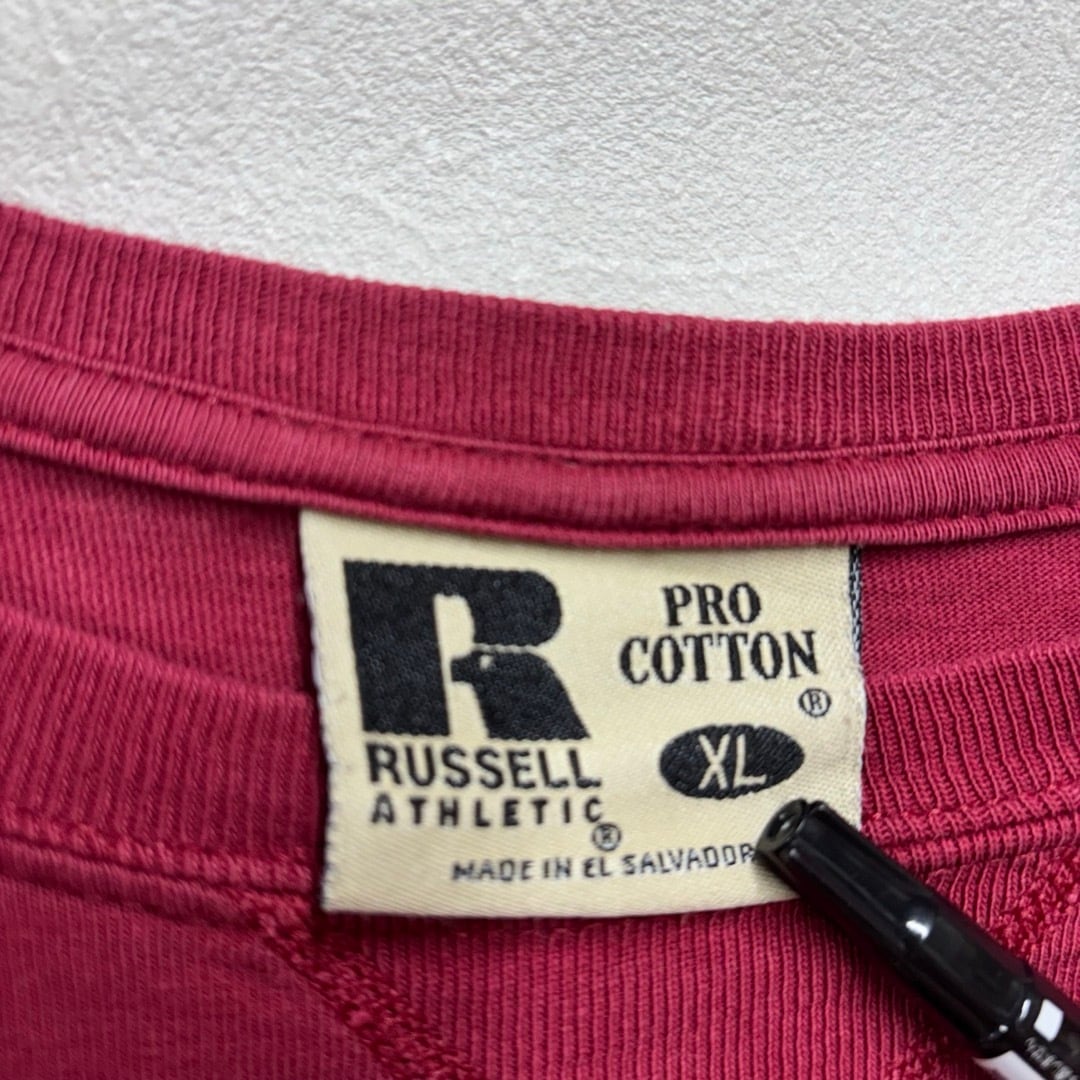 PRO
COTTON
®
XL
R
RUSSELL
ATHLETIC
®
MADE IN EL SALVADOR